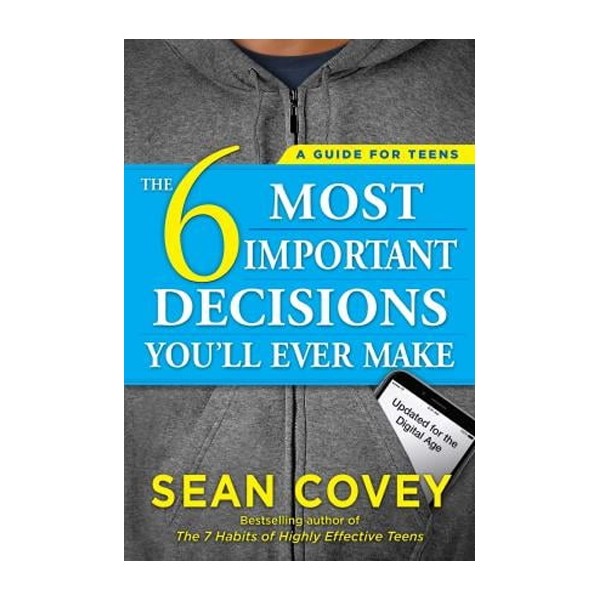 A GUIDE FOR TEENS
THE 6 MOST
IMPORTANT
DECISIONS
YOU'LL EVER MAKE
Updated for the
Digital Age
SEAN COVEY
Bestselling author of
The 7 Habits of Highly Effective Teens